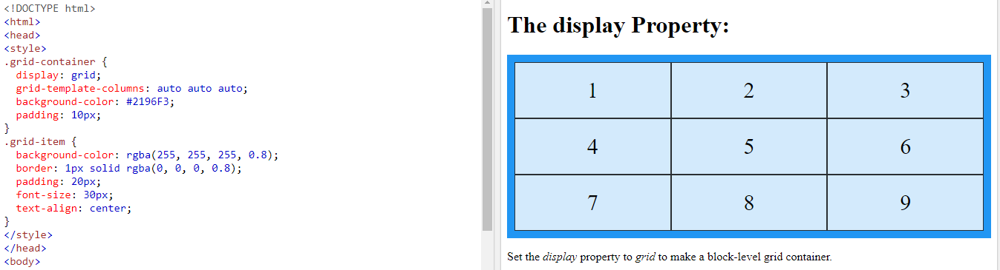 <!DOCTYPE html>
<html>
<head>
<style>
.grid-container {
  display: grid;
  grid-template-columns: auto auto auto;
  background-color: #2196F3;
  padding: 10px;
}
.grid-item {
  background-color: rgba(255, 255, 255, 0.8);
  border: 1px solid rgba(0, 0, 0, 0.8);
  padding: 20px;
  font-size: 30px;
  text-align: center;
}
</style>
</head>
<body>
The display Property:
1 2 3
4 5 6
7 8 9
Set the display property to grid to make a block-level grid container.